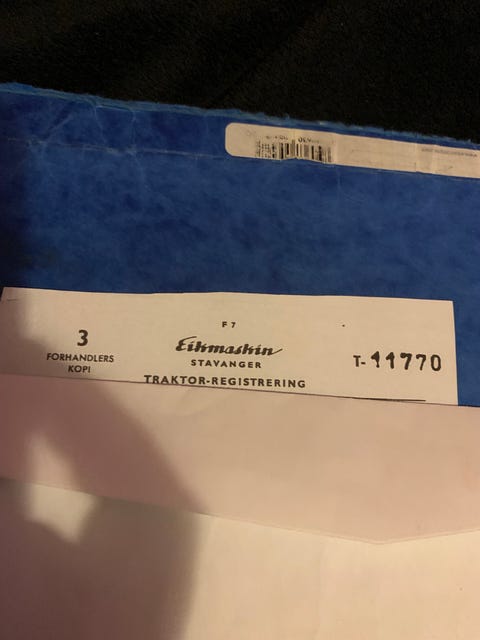 F 7
3
FORHANDLERS
KOPI
Eikmaskin
STAVANGER
TRAKTOR-REGISTRERING
T-11770